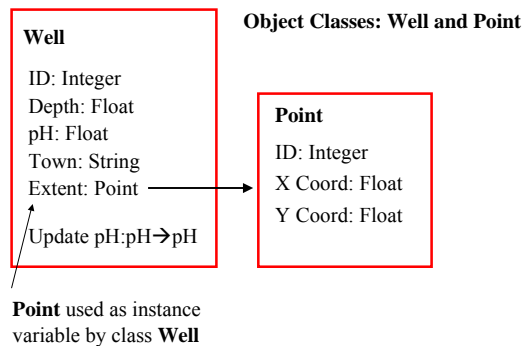 Object Classes: Well and Point
Well
ID: Integer
Depth: Float
pH: Float
Town: String
Extent: Point
Update pH:pH→pH
Point
ID: Integer
X Coord: Float
Y Coord: Float
Point used as instance
variable by class Well